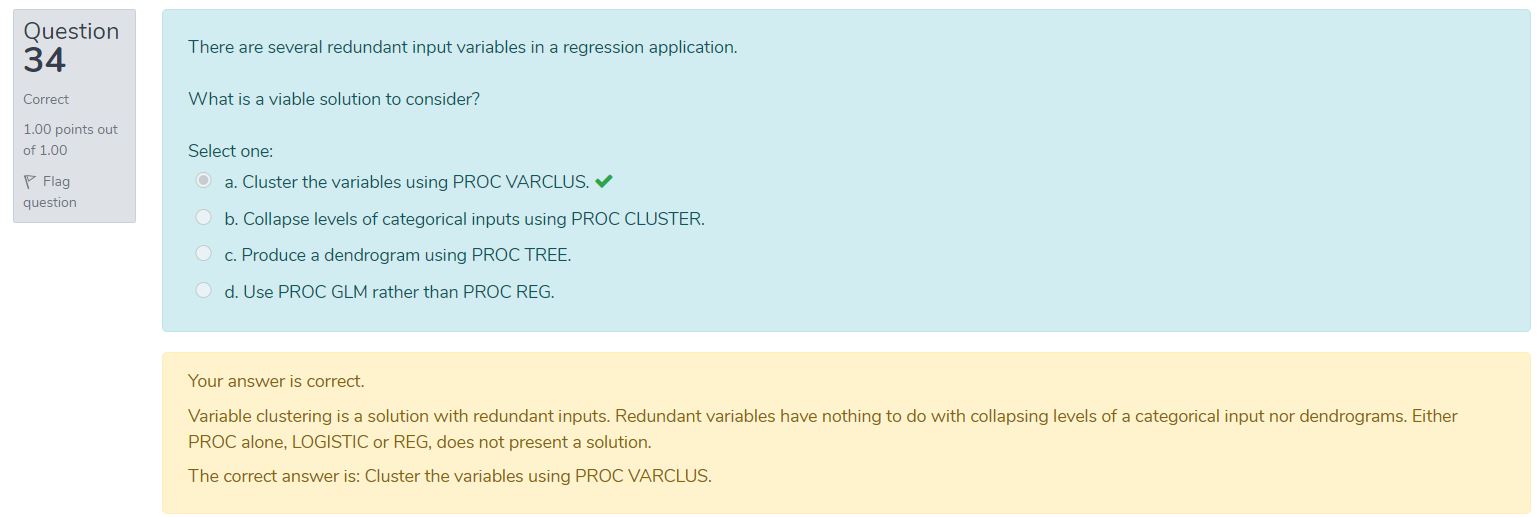 Question
34
Correct
1.00 points out
of 1.00
Flag
question
There are several redundant input variables in a regression application.
What is a viable solution to consider?
Select one:
a. Cluster the variables using PROC VARCLUS.
b. Collapse levels of categorical inputs using PROC CLUSTER.
c. Produce a dendrogram using PROC TREE.
d. Use PROC GLM rather than PROC REG.
Your answer is correct.
Variable clustering is a solution with redundant inputs. Redundant variables have nothing to do with collapsing levels of a categorical input nor dendrograms. Either
PROC alone, LOGISTIC or REG, does not present a solution.
The correct answer is: Cluster the variables using PROC VARCLUS.